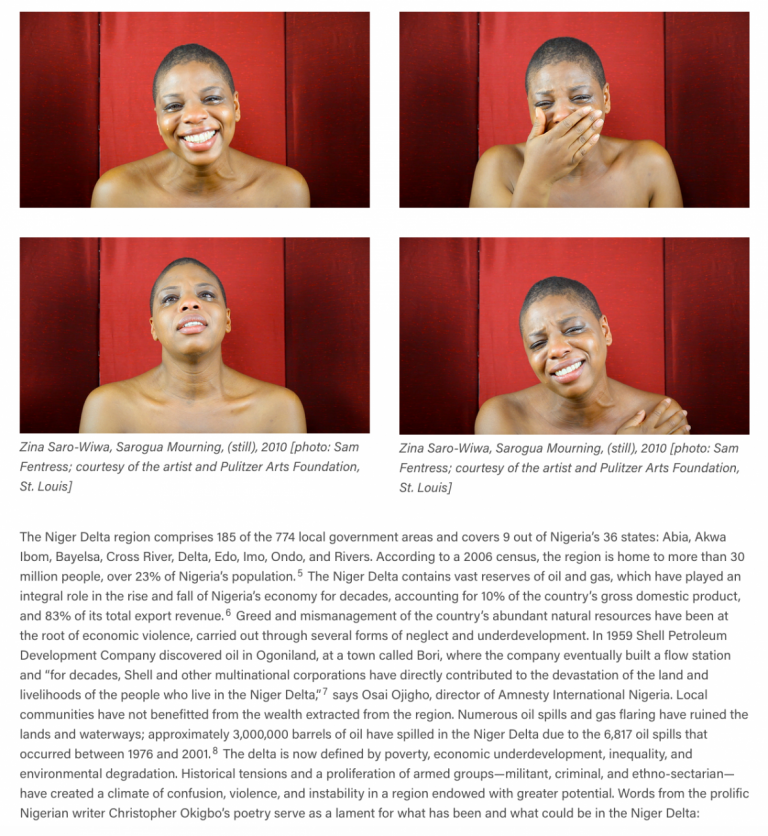 Zina Saro-Wiwa, Sarogua Mourning, (still), 2010 [photo: Sam
Fentress; courtesy of the artist and Pulitzer Arts Foundation,
St. Louis]
Zina Saro-Wiwa, Sarogua Mourning, (still), 2010 [photo: Sam
Fentress; courtesy of the artist and Pulitzer Arts Foundation,
St. Louis]
The Niger Delta region comprises 185 of the 774 local government areas and covers 9 out of Nigeria’s 36 states: Abia, Akwa
Ibom, Bayelsa, Cross River, Delta, Edo, Imo, Ondo, and Rivers. According to a 2006 census, the region is home to more than 30
million people, over 23% of Nigeria’s population.5 The Niger Delta contains vast reserves of oil and gas, which have played an
integral role in the rise and fall of Nigeria’s economy for decades, accounting for 10% of the country’s gross domestic product,
and 83% of its total export revenue.6 Greed and mismanagement of the country’s abundant natural resources have been at
the root of economic violence, carried out through several forms of neglect and underdevelopment. In 1959 Shell Petroleum
Development Company discovered oil in Ogoniland, at a town called Bori, where the company eventually built a flow station
and “for decades, Shell and other multinational corporations have directly contributed to the devastation of the land and
livelihoods of the people who live in the Niger Delta,”7 says Osai Ojigho, director of Amnesty International Nigeria. Local
communities have not benefitted from the wealth extracted from the region. Numerous oil spills and gas flaring have ruined the
lands and waterways; approximately 3,000,000 barrels of oil have spilled in the Niger Delta due to the 6,817 oil spills that
occurred between 1976 and 2001.8 The delta is now defined by poverty, economic underdevelopment, inequality, and
environmental degradation. Historical tensions and a proliferation of armed groups—militant, criminal, and ethno-sectarian—
have created a climate of confusion, violence, and instability in a region endowed with greater potential. Words from the prolific
Nigerian writer Christopher Okigbo’s poetry serve as a lament for what has been and what could be in the Niger Delta: